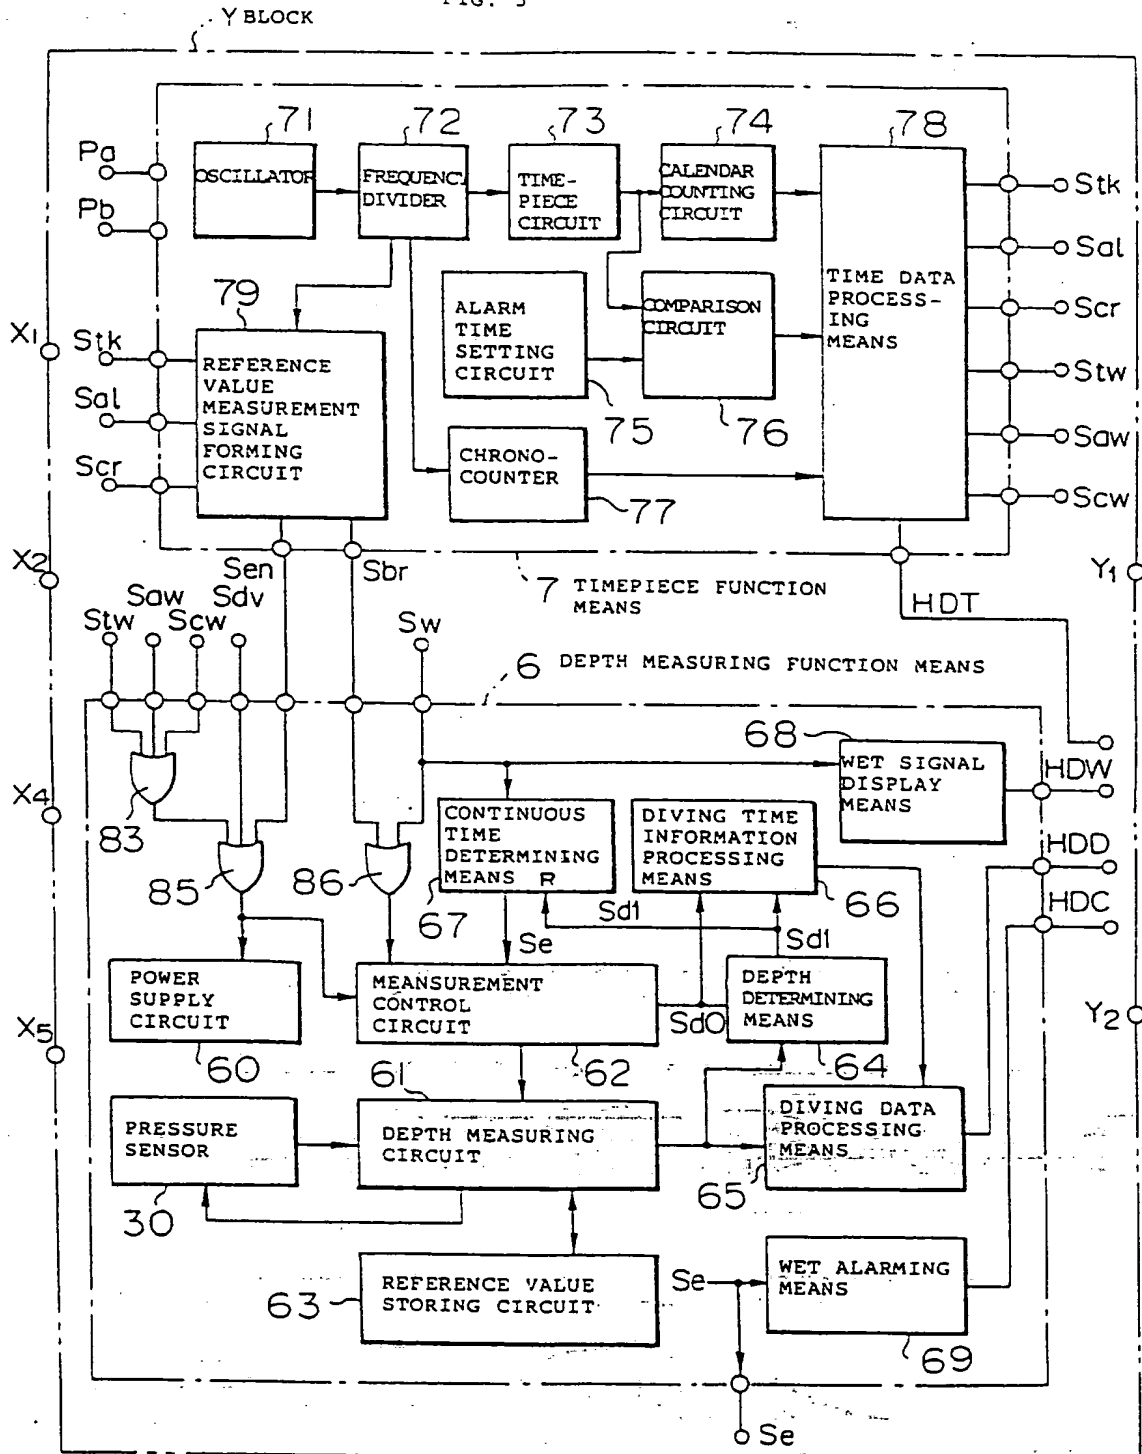 Y BLOCK
71
72
73
74
78
Pa
Pb
OSCILLATOR
FREQUENC.
DIVIDER
TIME-
PIECE
CIRCUIT
CALENDAR
COUNTING
CIRCUIT
TIME DATA
PROCESS-
ING
MEANS
Stk
Sal
Scr
Stw
Saw
Scw
79
ALARM
TIME
SETTING
CIRCUIT
COMPARISON
CIRCUIT
X1
Stk
Sal
Scr
REFERENCE
VALUE
MEASUREMENT
SIGNAL
FORMING
CIRCUIT
75
76
CHRONO-
COUNTER
77
X2
Sen
Sbr
7 TIMEPIECE FUNCTION
MEANS
HDT
Y1
Stw
Saw
Scw
Sdv
Sw
6 DEPTH MEASURING FUNCTION MEANS
68
WET SIGNAL
DISPLAY
MEANS
HDW
HDD
HDC
X4
83
85
86
CONTINUOUS
TIME
DETERMINING
MEANS R
67
DIVING TIME
INFORMATION
PROCESSING
MEANS
66
Sd1
Sd1
Se
POWER
SUPPLY
CIRCUIT
60
MEANSUREMENT
CONTROL
CIRCUIT
62
Sd0
DEPTH
DETERMINING
MEANS
64
X5
Y2
61
PRESSURE
SENSOR
30
DEPTH MEASURING
CIRCUIT
DIVING DATA
PROCESSING
MEANS
65
63
REFERENCE VALUE
STORING CIRCUIT
Se
WET ALARMING
MEANS
69
Se